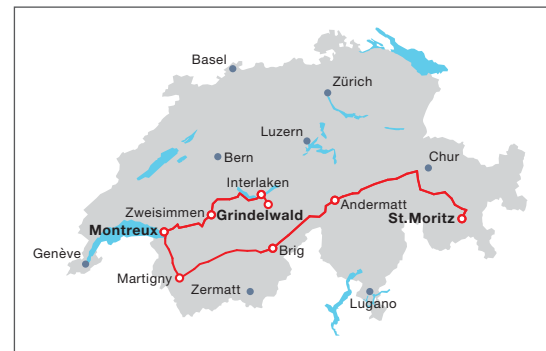 Basel
Zürich
Luzern
Bern
Chur
Interlaken
Zweisimmen
Grindelwald
Andermatt
St.Moritz
Montreux
Genève
Brig
Martigny
Zermatt
Lugano